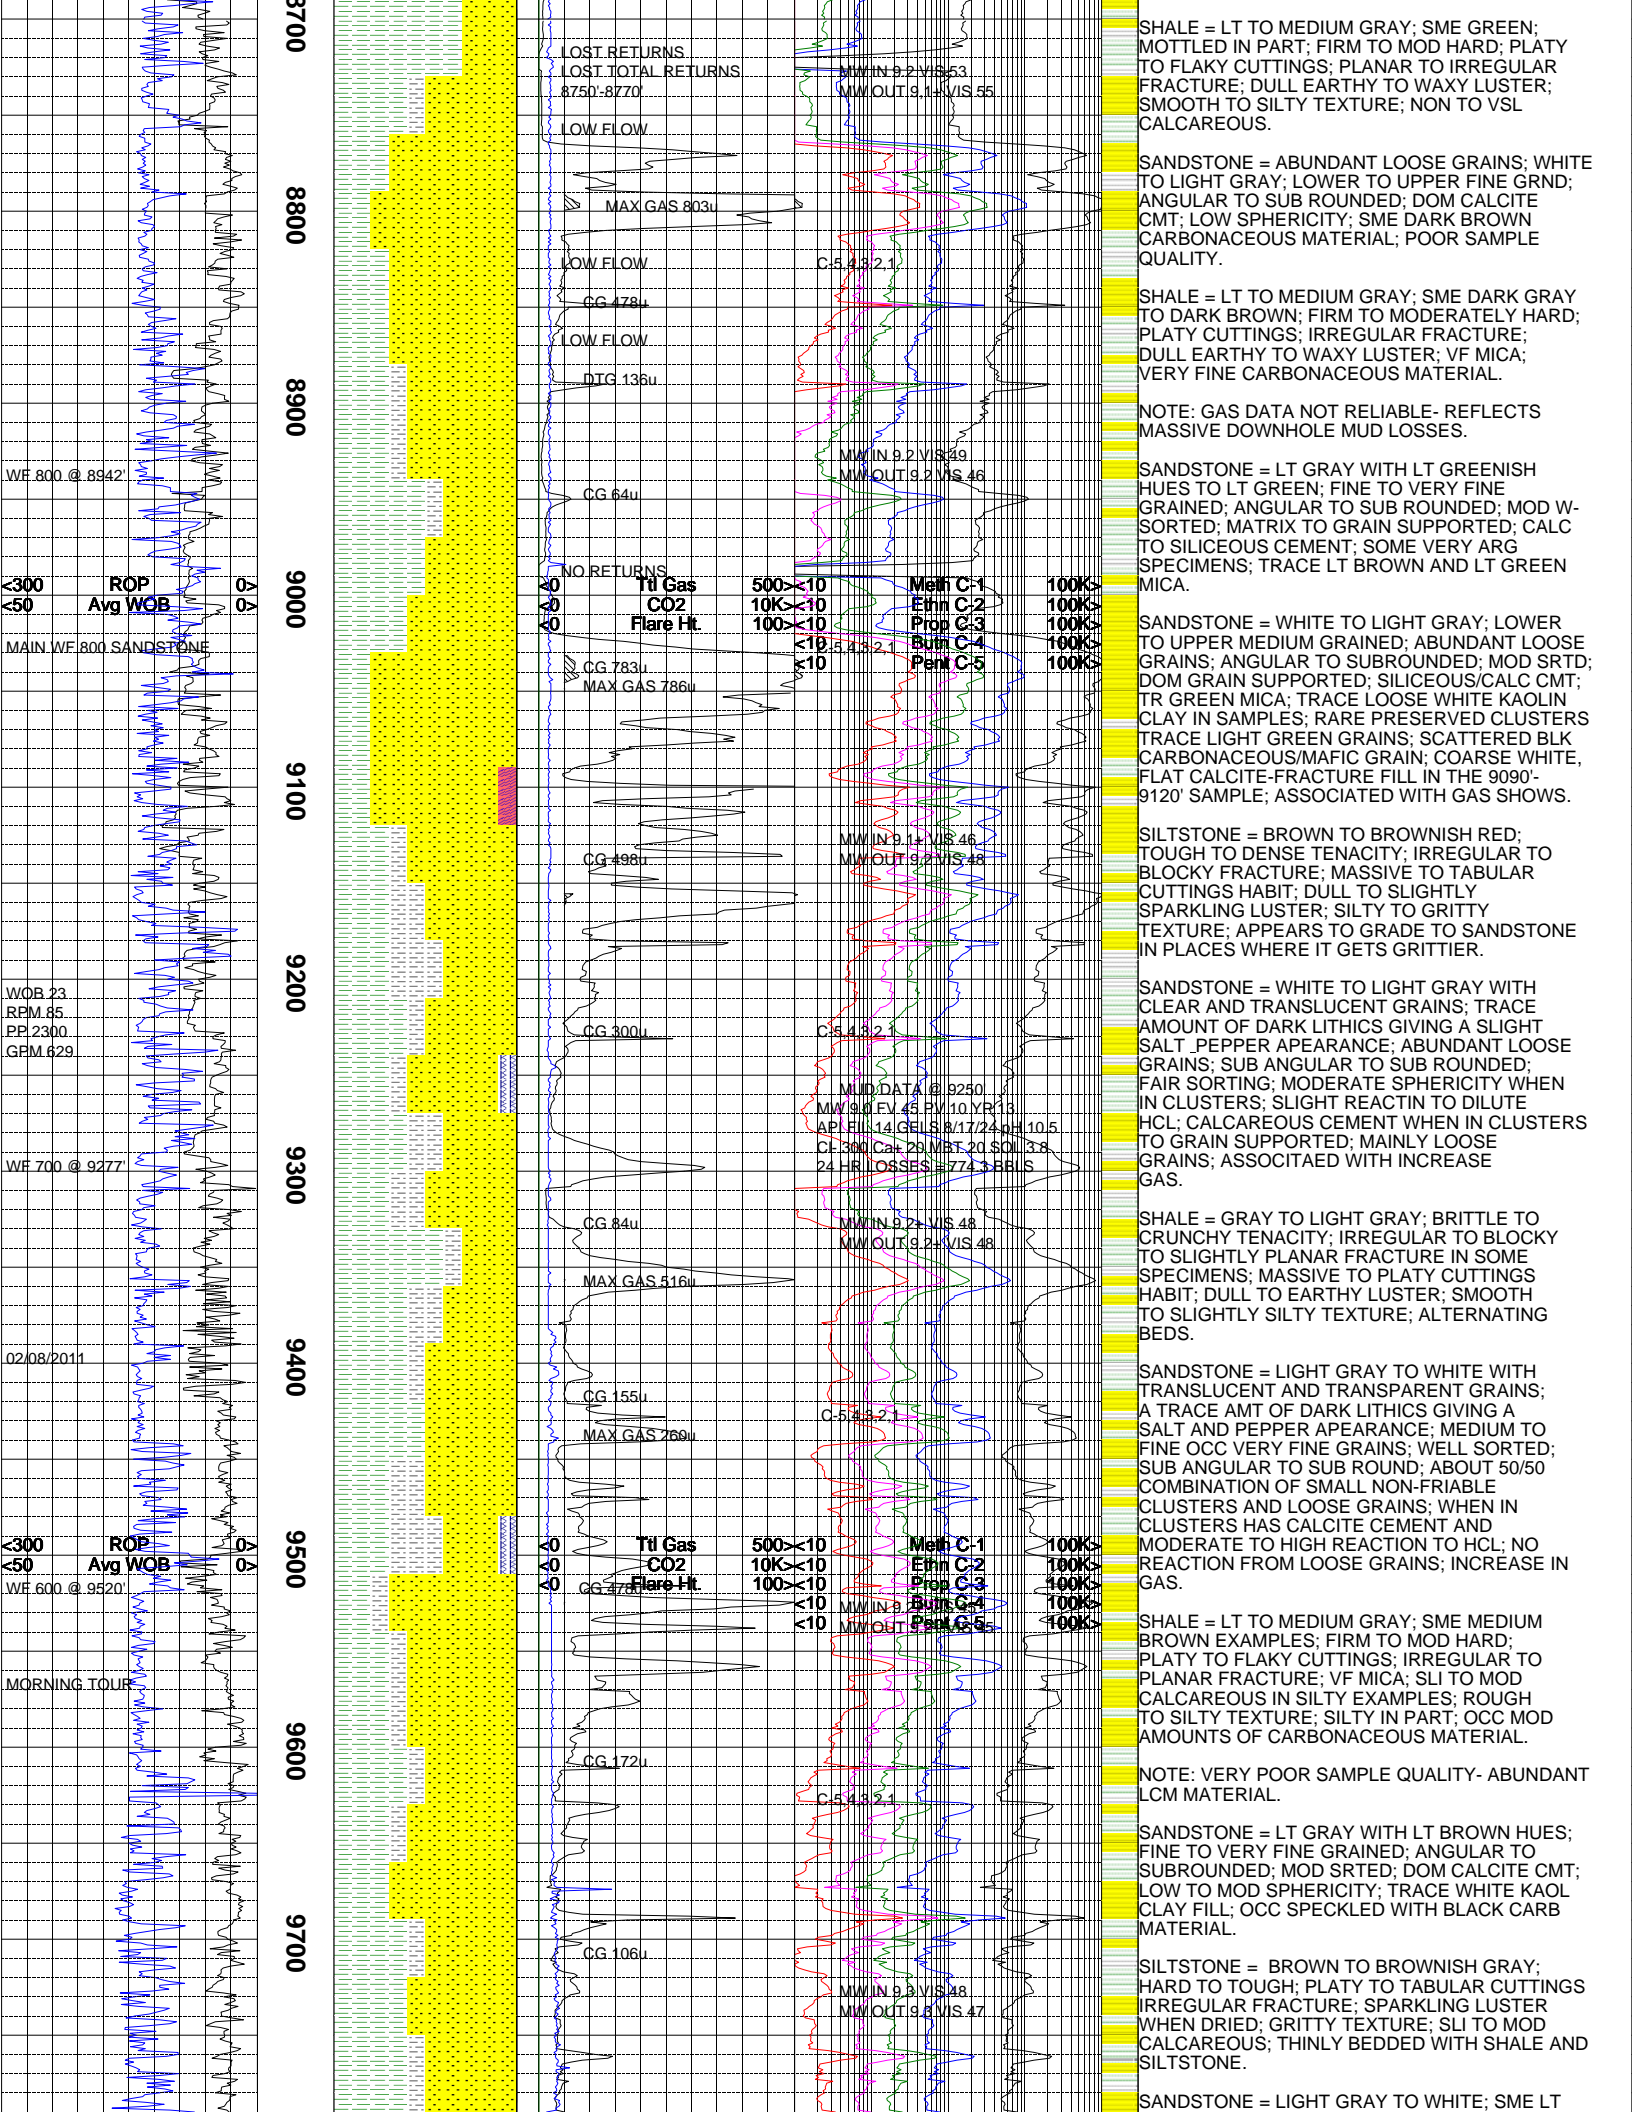 8700
8800
8900
9000
9100
9200
9300
9400
9500
9600
9700
WF 800 @ 8942'
<300 ROP 0>
<50 Avg WOB 0>
MAIN WF 800 SANDSTONE
WOB 23
RPM 85
PP 2300
GPM 629
WF 700 @ 9277'
02/08/2011
<300 ROP 0>
<50 Avg WOB 0>
WF 600 @ 9520'
MORNING TOUR
LOST RETURNS
LOST TOTAL RETURNS
8750'-8770'
LOW FLOW
MAX GAS 803u
LOW FLOW
CG 478u
LOW FLOW
DTG 136u
CG 64u
NO RETURNS
<0 Ttl Gas 500>
<0 CO2 10K>
<0 Flare Ht. 100>
CG 783u
MAX GAS 786u
CG 498u
CG 300u
CG 84u
MAX GAS 516u
CG 155u
MAX GAS 260u
<0 Ttl Gas 500>
<0 CO2 10K>
<0 Flare Ht. 100>
CG 478u
CG 172u
CG 106u
MW IN 9.2 VIS 53
MW OUT 9.1+ VIS 55
C-5,4,3,2,1
MW IN 9.2 VIS 49
MW OUT 9.2 VIS 46
<10 Meth C-1 100K>
<10 Ethn C-2 100K>
<10 Prop C-3 100K>
<10 Butn C-4 100K>
<10 Pent C-5 100K>
C-5,4,3,2,1
MW IN 9.1+ VIS 46
MW OUT 9.2 VIS 48
C-5,4,3,2,1
MUD DATA @ 9250'
MW 9.0 FV 45 PV 10 YR 13
API FIL 14 GELS 8/17/24 pH 10.5
Cl- 300 Ca+ 20 MBT 20 SOL 3.8
24 HR LOSSES = 774.3 BBLS
MW IN 9.2+ VIS 48
MW OUT 9.2+ VIS 48
C-5,4,3,2,1
<10 Meth C-1 100K>
<10 Ethn C-2 100K>
<10 Prop C-3 100K>
<10 Butn C-4 100K>
<10 Pent C-5 100K>
MW IN
MW OUT
C-5,4,3,2,1
MW IN 9.3 VIS 48
MW OUT 9.3 VIS 47
SHALE = LT TO MEDIUM GRAY; SME GREEN;
MOTTLED IN PART; FIRM TO MOD HARD; PLATY
TO FLAKY CUTTINGS; PLANAR TO IRREGULAR
FRACTURE; DULL EARTHY TO WAXY LUSTER;
SMOOTH TO SILTY TEXTURE; NON TO VSL
CALCAREOUS.
SANDSTONE = ABUNDANT LOOSE GRAINS; WHITE
TO LIGHT GRAY; LOWER TO UPPER FINE GRND;
ANGULAR TO SUB ROUNDED; DOM CALCITE
CMT; LOW SPHERICITY; SME DARK BROWN
CARBONACEOUS MATERIAL; POOR SAMPLE
QUALITY.
SHALE = LT TO MEDIUM GRAY; SME DARK GRAY
TO DARK BROWN; FIRM TO MODERATELY HARD;
PLATY CUTTINGS; IRREGULAR FRACTURE;
DULL EARTHY TO WAXY LUSTER; VF MICA;
VERY FINE CARBONACEOUS MATERIAL.
NOTE: GAS DATA NOT RELIABLE- REFLECTS
MASSIVE DOWNHOLE MUD LOSSES.
SANDSTONE = LT GRAY WITH LT GREENISH
HUES TO LT GREEN; FINE TO VERY FINE
GRAINED; ANGULAR TO SUB ROUNDED; MOD W-
SORTED; MATRIX TO GRAIN SUPPORTED; CALC
TO SILICEOUS CEMENT; SOME VERY ARG
SPECIMENS; TRACE LT BROWN AND LT GREEN
MICA.
SANDSTONE = WHITE TO LIGHT GRAY; LOWER
TO UPPER MEDIUM GRAINED; ABUNDANT LOOSE
GRAINS; ANGULAR TO SUBROUNDED; MOD SRTD;
DOM GRAIN SUPPORTED; SILICEOUS/CALC CMT;
TR GREEN MICA; TRACE LOOSE WHITE KAOLIN
CLAY IN SAMPLES; RARE PRESERVED CLUSTERS
TRACE LIGHT GREEN GRAINS; SCATTERED BLK
CARBONACEOUS/MAFIC GRAIN; COARSE WHITE,
FLAT CALCITE-FRACTURE FILL IN THE 9090'-
9120' SAMPLE; ASSOCIATED WITH GAS SHOWS.
SILTSTONE = BROWN TO BROWNISH RED;
TOUGH TO DENSE TENACITY; IRREGULAR TO
BLOCKY FRACTURE; MASSIVE TO TABULAR
CUTTINGS HABIT; DULL TO SLIGHTLY
SPARKLING LUSTER; SILTY TO GRITTY
TEXTURE; APPEARS TO GRADE TO SANDSTONE
IN PLACES WHERE IT GETS GRITTIER.
SANDSTONE = WHITE TO LIGHT GRAY WITH
CLEAR AND TRANSLUCENT GRAINS; TRACE
AMOUNT OF DARK LITHICS GIVING A SLIGHT
SALT _PEPPER APEARANCE; ABUNDANT LOOSE
GRAINS; SUB ANGULAR TO SUB ROUNDED;
FAIR SORTING; MODERATE SPHERICITY WHEN
IN CLUSTERS; SLIGHT REACTIN TO DILUTE
HCL; CALCAREOUS CEMENT WHEN IN CLUSTERS
TO GRAIN SUPPORTED; MAINLY LOOSE
GRAINS; ASSOCITAED WITH INCREASE
GAS.
SHALE = GRAY TO LIGHT GRAY; BRITTLE TO
CRUNCHY TENACITY; IRREGULAR TO BLOCKY
TO SLIGHTLY PLANAR FRACTURE IN SOME
SPECIMENS; MASSIVE TO PLATY CUTTINGS
HABIT; DULL TO EARTHY LUSTER; SMOOTH
TO SLIGHTLY SILTY TEXTURE; ALTERNATING
BEDS.
SANDSTONE = LIGHT GRAY TO WHITE WITH
TRANSLUCENT AND TRANSPARENT GRAINS;
A TRACE AMT OF DARK LITHICS GIVING A
SALT AND PEPPER APEARANCE; MEDIUM TO
FINE OCC VERY FINE GRAINS; WELL SORTED;
SUB ANGULAR TO SUB ROUND; ABOUT 50/50
COMBINATION OF SMALL NON-FRIABLE
CLUSTERS AND LOOSE GRAINS; WHEN IN
CLUSTERS HAS CALCITE CEMENT AND
MODERATE TO HIGH REACTION TO HCL; NO
REACTION FROM LOOSE GRAINS; INCREASE IN
GAS.
SHALE = LT TO MEDIUM GRAY; SME MEDIUM
BROWN EXAMPLES; FIRM TO MOD HARD;
PLATY TO FLAKY CUTTINGS; IRREGULAR TO
PLANAR FRACTURE; VF MICA; SLI TO MOD
CALCAREOUS IN SILTY EXAMPLES; ROUGH
TO SILTY TEXTURE; SILTY IN PART; OCC MOD
AMOUNTS OF CARBONACEOUS MATERIAL.
NOTE: VERY POOR SAMPLE QUALITY- ABUNDANT
LCM MATERIAL.
SANDSTONE = LT GRAY WITH LT BROWN HUES;
FINE TO VERY FINE GRAINED; ANGULAR TO
SUBROUNDED; MOD SRTED; DOM CALCITE CMT;
LOW TO MOD SPHERICITY; TRACE WHITE KAOL
CLAY FILL; OCC SPECKLED WITH BLACK CARB
MATERIAL.
SILTSTONE =  BROWN TO BROWNISH GRAY;
HARD TO TOUGH; PLATY TO TABULAR CUTTINGS
IRREGULAR FRACTURE; SPARKLING LUSTER
WHEN DRIED; GRITTY TEXTURE; SLI TO MOD
CALCAREOUS; THINLY BEDDED WITH SHALE AND
SILTSTONE.
SANDSTONE = LIGHT GRAY TO WHITE; SME LT